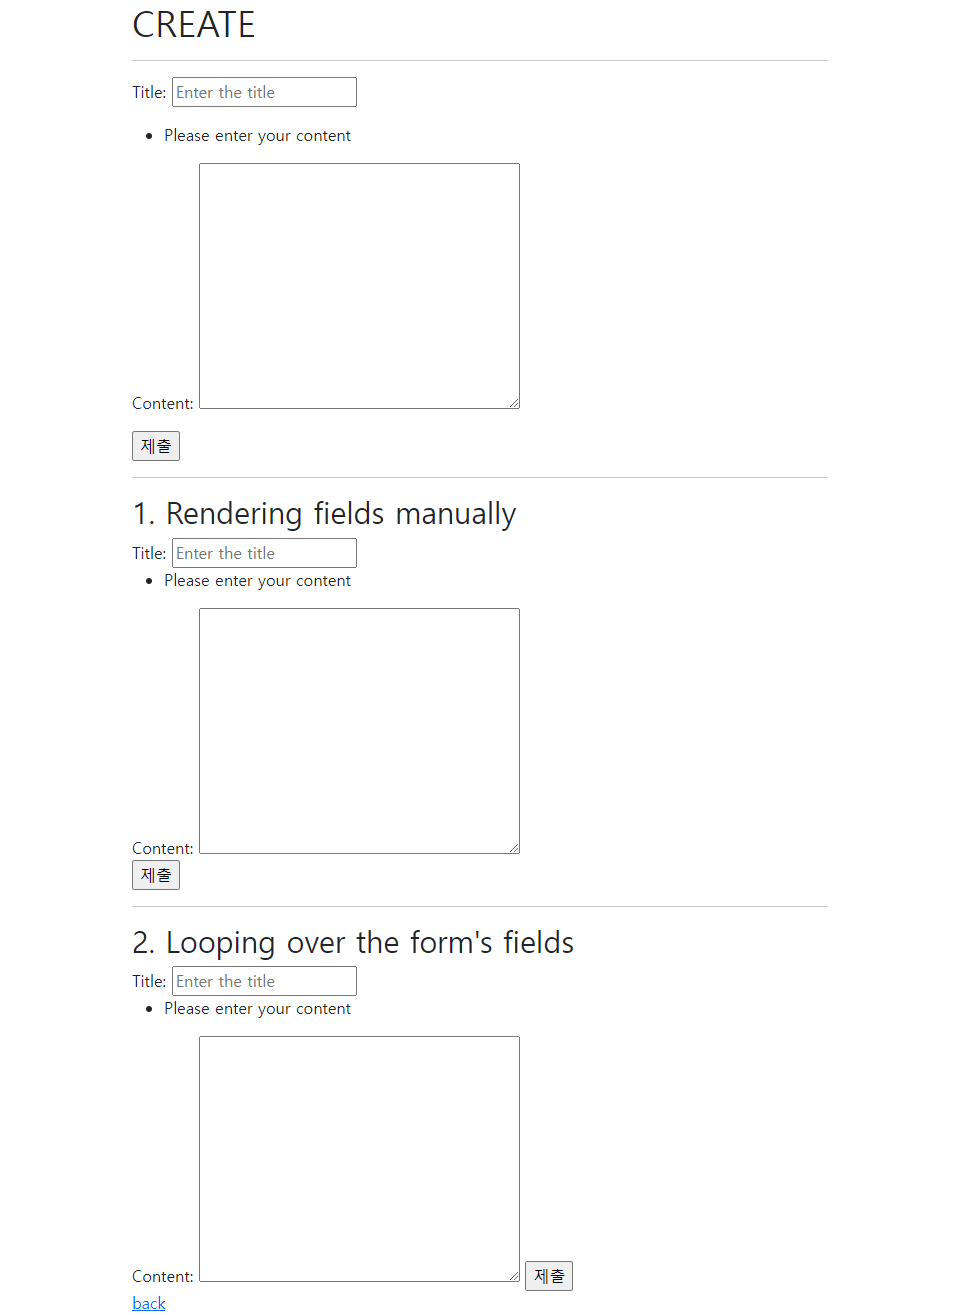 CREATE
Title: Enter the title
Please enter your content
Content:
제출
1. Rendering fields manually
Title: Enter the title
Please enter your content
Content:
제출
2. Looping over the form's fields
Title: Enter the title
Please enter your content
Content: 제출
back